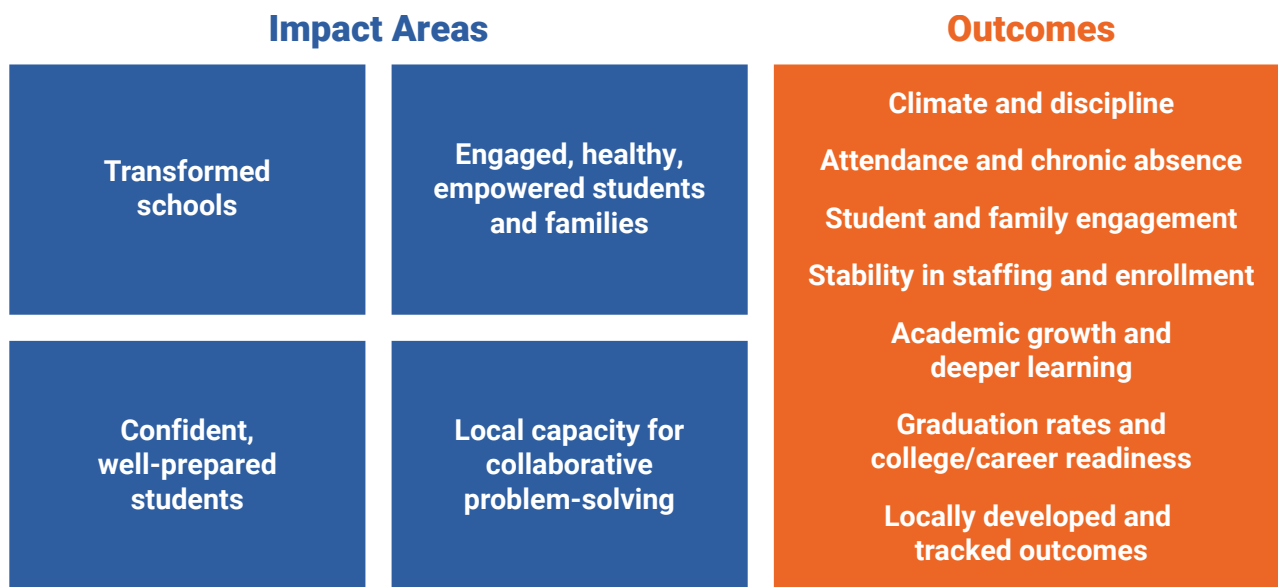 Impact Areas
Transformed
schools
Engaged, healthy,
empowered students
and families
Confident,
well-prepared
students
Local capacity for
collaborative
problem-solving
Outcomes
Climate and discipline
Attendance and chronic absence
Student and family engagement
Stability in staffing and enrollment
Academic growth and
deeper learning
Graduation rates and
college/career readiness
Locally developed and
tracked outcomes